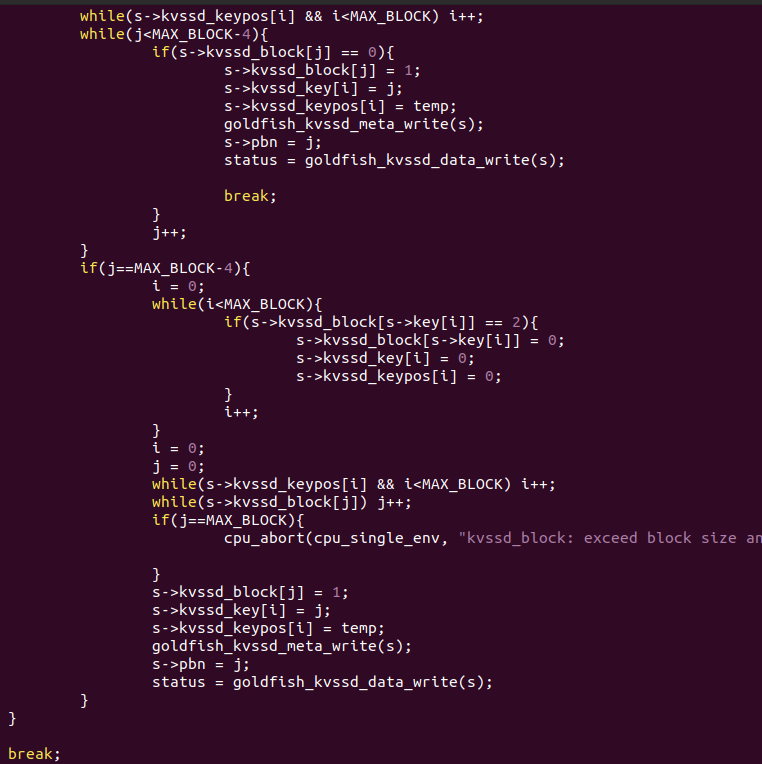 while(s->kvssd_keypos[i] && i<MAX_BLOCK) i++;
while(j<MAX_BLOCK-4){
if(s->kvssd_block[j] == 0){
s->kvssd_block[j] = 1;
s->kvssd_key[i] = j;
s->kvssd_keypos[i] = temp;
goldfish_kvssd_meta_write(s);
s->pbn = j;
status = goldfish_kvssd_data_write(s);
break;
}
j++;
}
if(j==MAX_BLOCK-4){
i = 0;
while(i<MAX_BLOCK){
if(s->kvssd_block[s->key[i]] == 2){
s->kvssd_block[s->key[i]] = 0;
s->kvssd_key[i] = 0;
s->kvssd_keypos[i] = 0;
}
i++;
}
i = 0;
j = 0;
while(s->kvssd_keypos[i] && i<MAX_BLOCK) i++;
while(s->kvssd_block[j]) j++;
if(j==MAX_BLOCK){
cpu_abort(cpu_single_env, "kvssd_block: exceed block size an
}
s->kvssd_block[j] = 1;
s->kvssd_key[i] = j;
s->kvssd_keypos[i] = temp;
goldfish_kvssd_meta_write(s);
s->pbn = j;
status = goldfish_kvssd_data_write(s);
}
}
break;